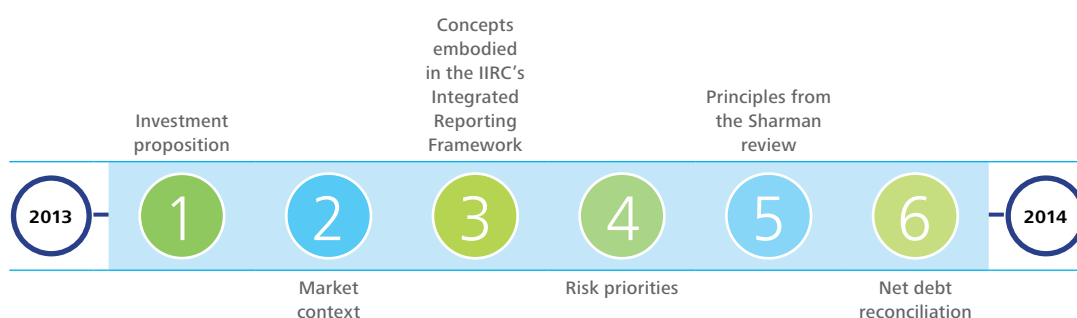 Concepts
embodied
in the IIRC's
Integrated
Reporting
Framework
Investment
proposition
Principles from
the Sharman
review
2013
1
2
3
4
5
6
2014
Market
context
Risk priorities
Net debt
reconciliation